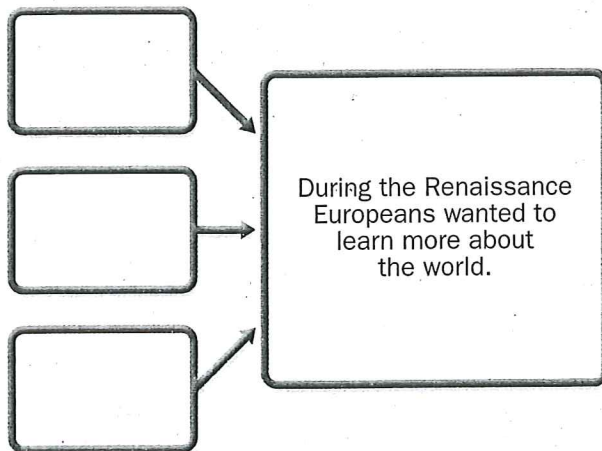 During the Renaissance
Europeans wanted to
learn more about
the world.